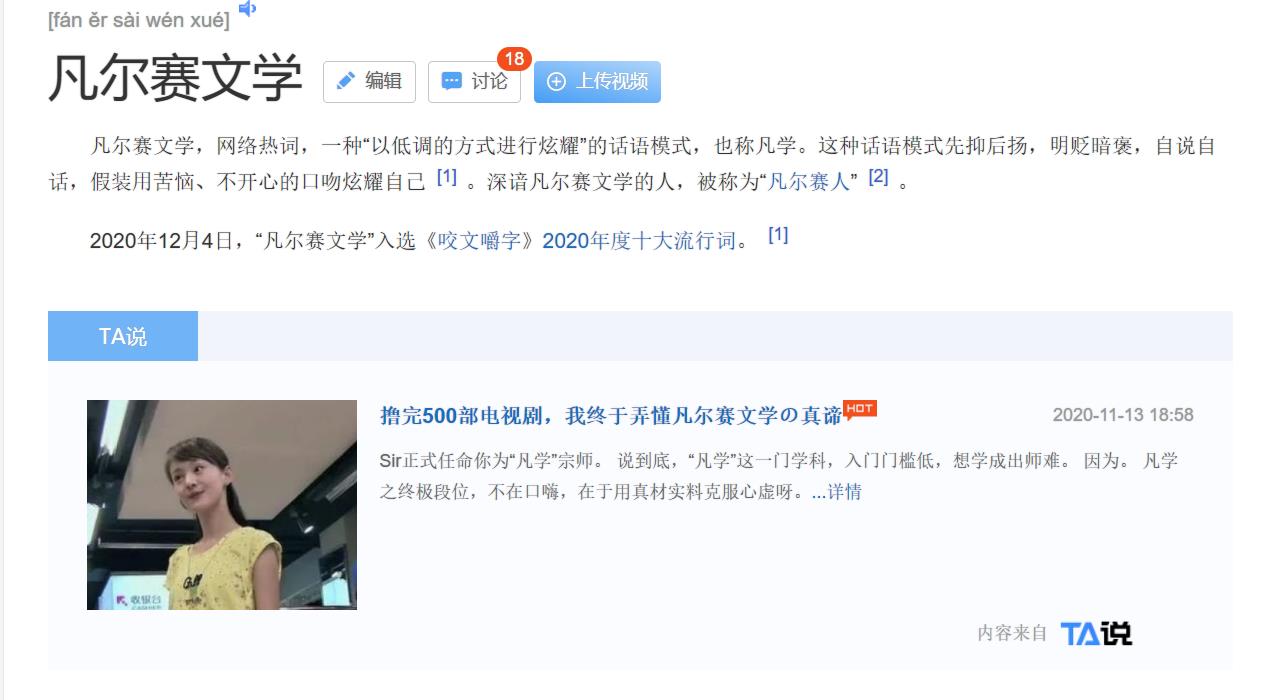 [fán ěr sài wén xué]
凡尔赛文学 编辑 讨论 18 上传视频
凡尔赛文学，网络热词，一种“以低调的方式进行炫耀”的话语模式，也称凡学。这种话语模式先抑后扬，明贬暗褒，自说自
话，假装用苦恼、不开心的口吻炫耀自己 [1] 。深谙凡尔赛文学的人，被称为“凡尔赛人” [2] 。
2020年12月4日，“凡尔赛文学”入选《咬文嚼字》2020年度十大流行词。 [1]
TA说
撸完500部电视剧，我终于弄懂凡尔赛文学の真谛 HOT 2020-11-13 18:58
Sir正式任命你为“凡学”宗师。 说到底，“凡学”这一门学科，入门门槛低，想学成出师难。 因为。 凡学
之终极段位，不在口嗨，在于用真材实料克服心虚呀。...详情
收银台
CASHIER
内容来自 TA说